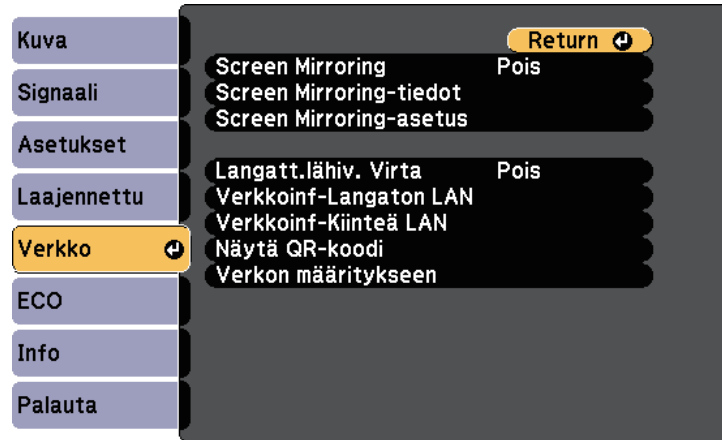 Kuva
Signaali
Asetukset
Laajennettu
Verkko
ECO
Info
Palauta
Return
Screen Mirroring Pois
Screen Mirroring-tiedot
Screen Mirroring-asetus
Langatt.lähiv. Virta Pois
Verkkoinf-Langaton LAN
Verkkoinf-Kiinteä LAN
Näytä QR-koodi
Verkon määritykseen